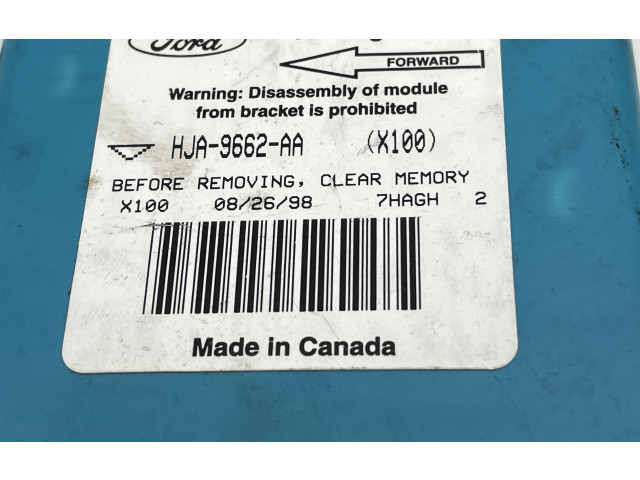 Ford
FORWARD
Warning: Disassembly of module
from bracket is prohibited
HJA-9662-AA (X100)
BEFORE REMOVING, CLEAR MEMORY
X100 08/26/98 7HAGH 2
Made in Canada